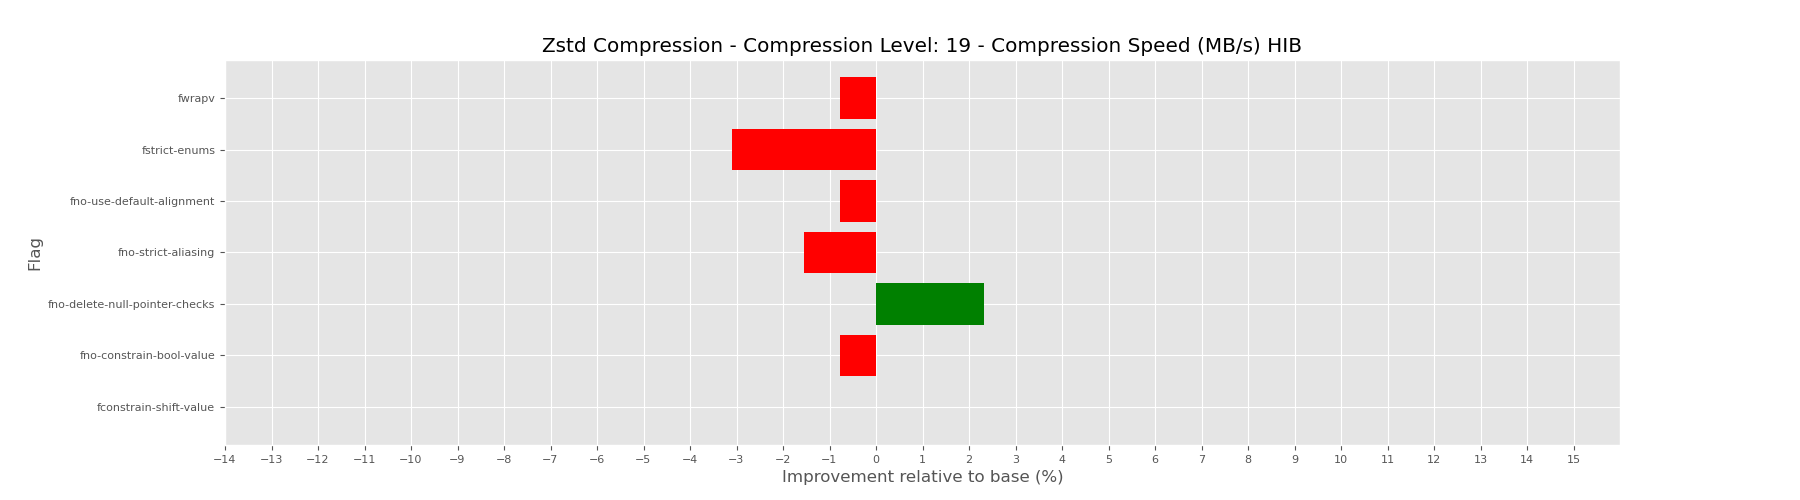 Zstd Compression - Compression Level: 19 - Compression Speed (MB/s) HIB
fwrapv
fstrict-enums
fno-use-default-alignment
fno-strict-aliasing
fno-delete-null-pointer-checks
fno-constrain-bool-value
fconstrain-shift-value
Flag
−14 −13 −12 −11 −10 −9 −8 −7 −6 −5 −4 −3 −2 −1 0 1 2 3 4 5 6 7 8 9 10 11 12 13 14 15
Improvement relative to base (%)